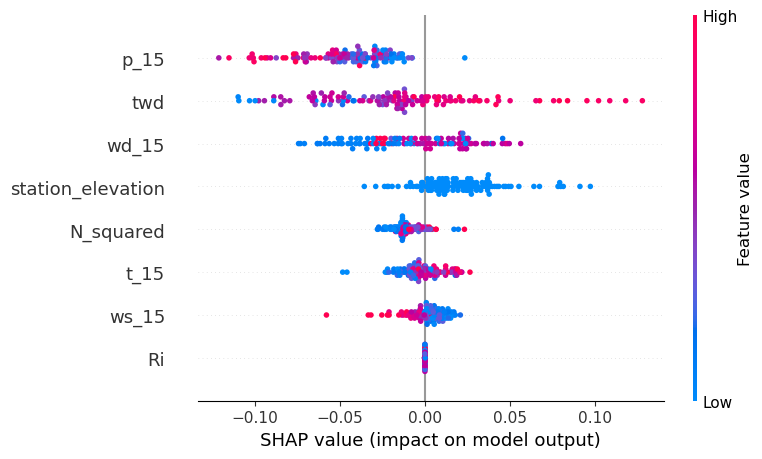 High
p_15
twd
wd_15
station_elevation
N_squared
t_15
ws_15
Ri
Feature value
Low
−0.10 −0.05 0.00 0.05 0.10
SHAP value (impact on model output)